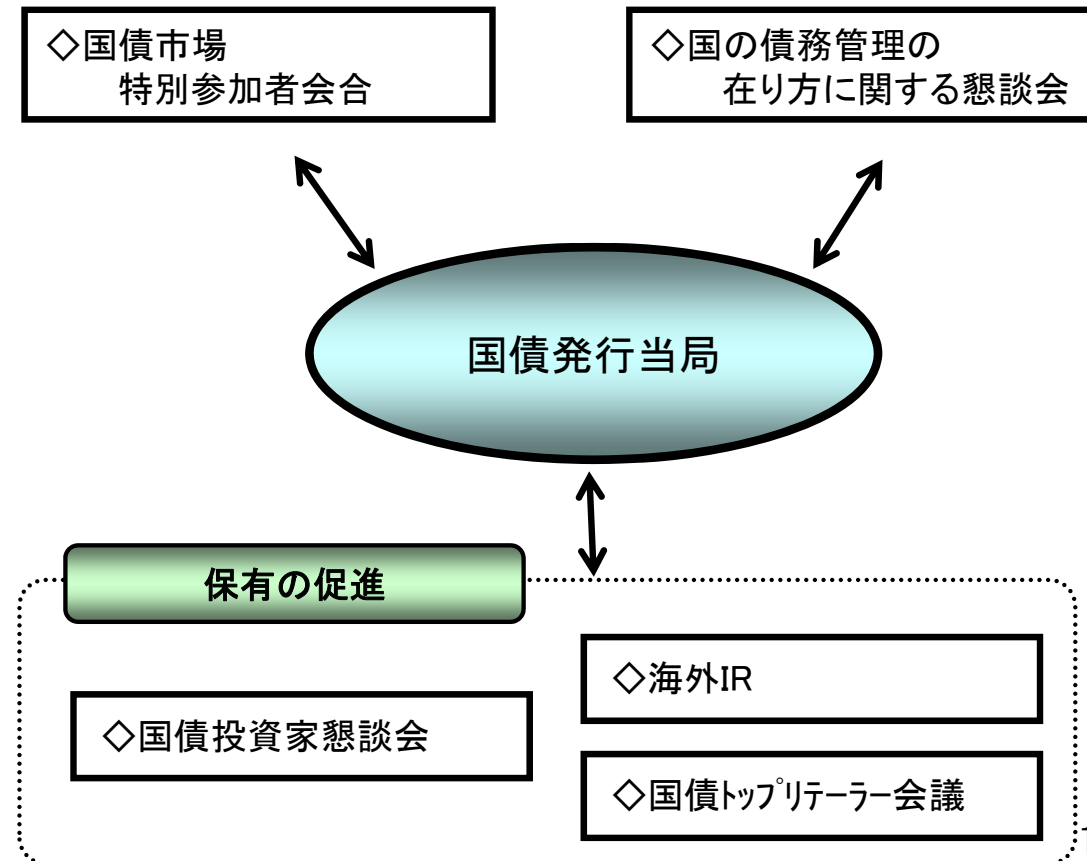 ◇国債市場
特別参加者会合
◇国の債務管理の
在り方に関する懇談会
国債発行当局
保有の促進
◇国債投資家懇談会
◇海外IR
◇国債ﾄｯﾌﾟﾘﾃｰﾗｰ会議